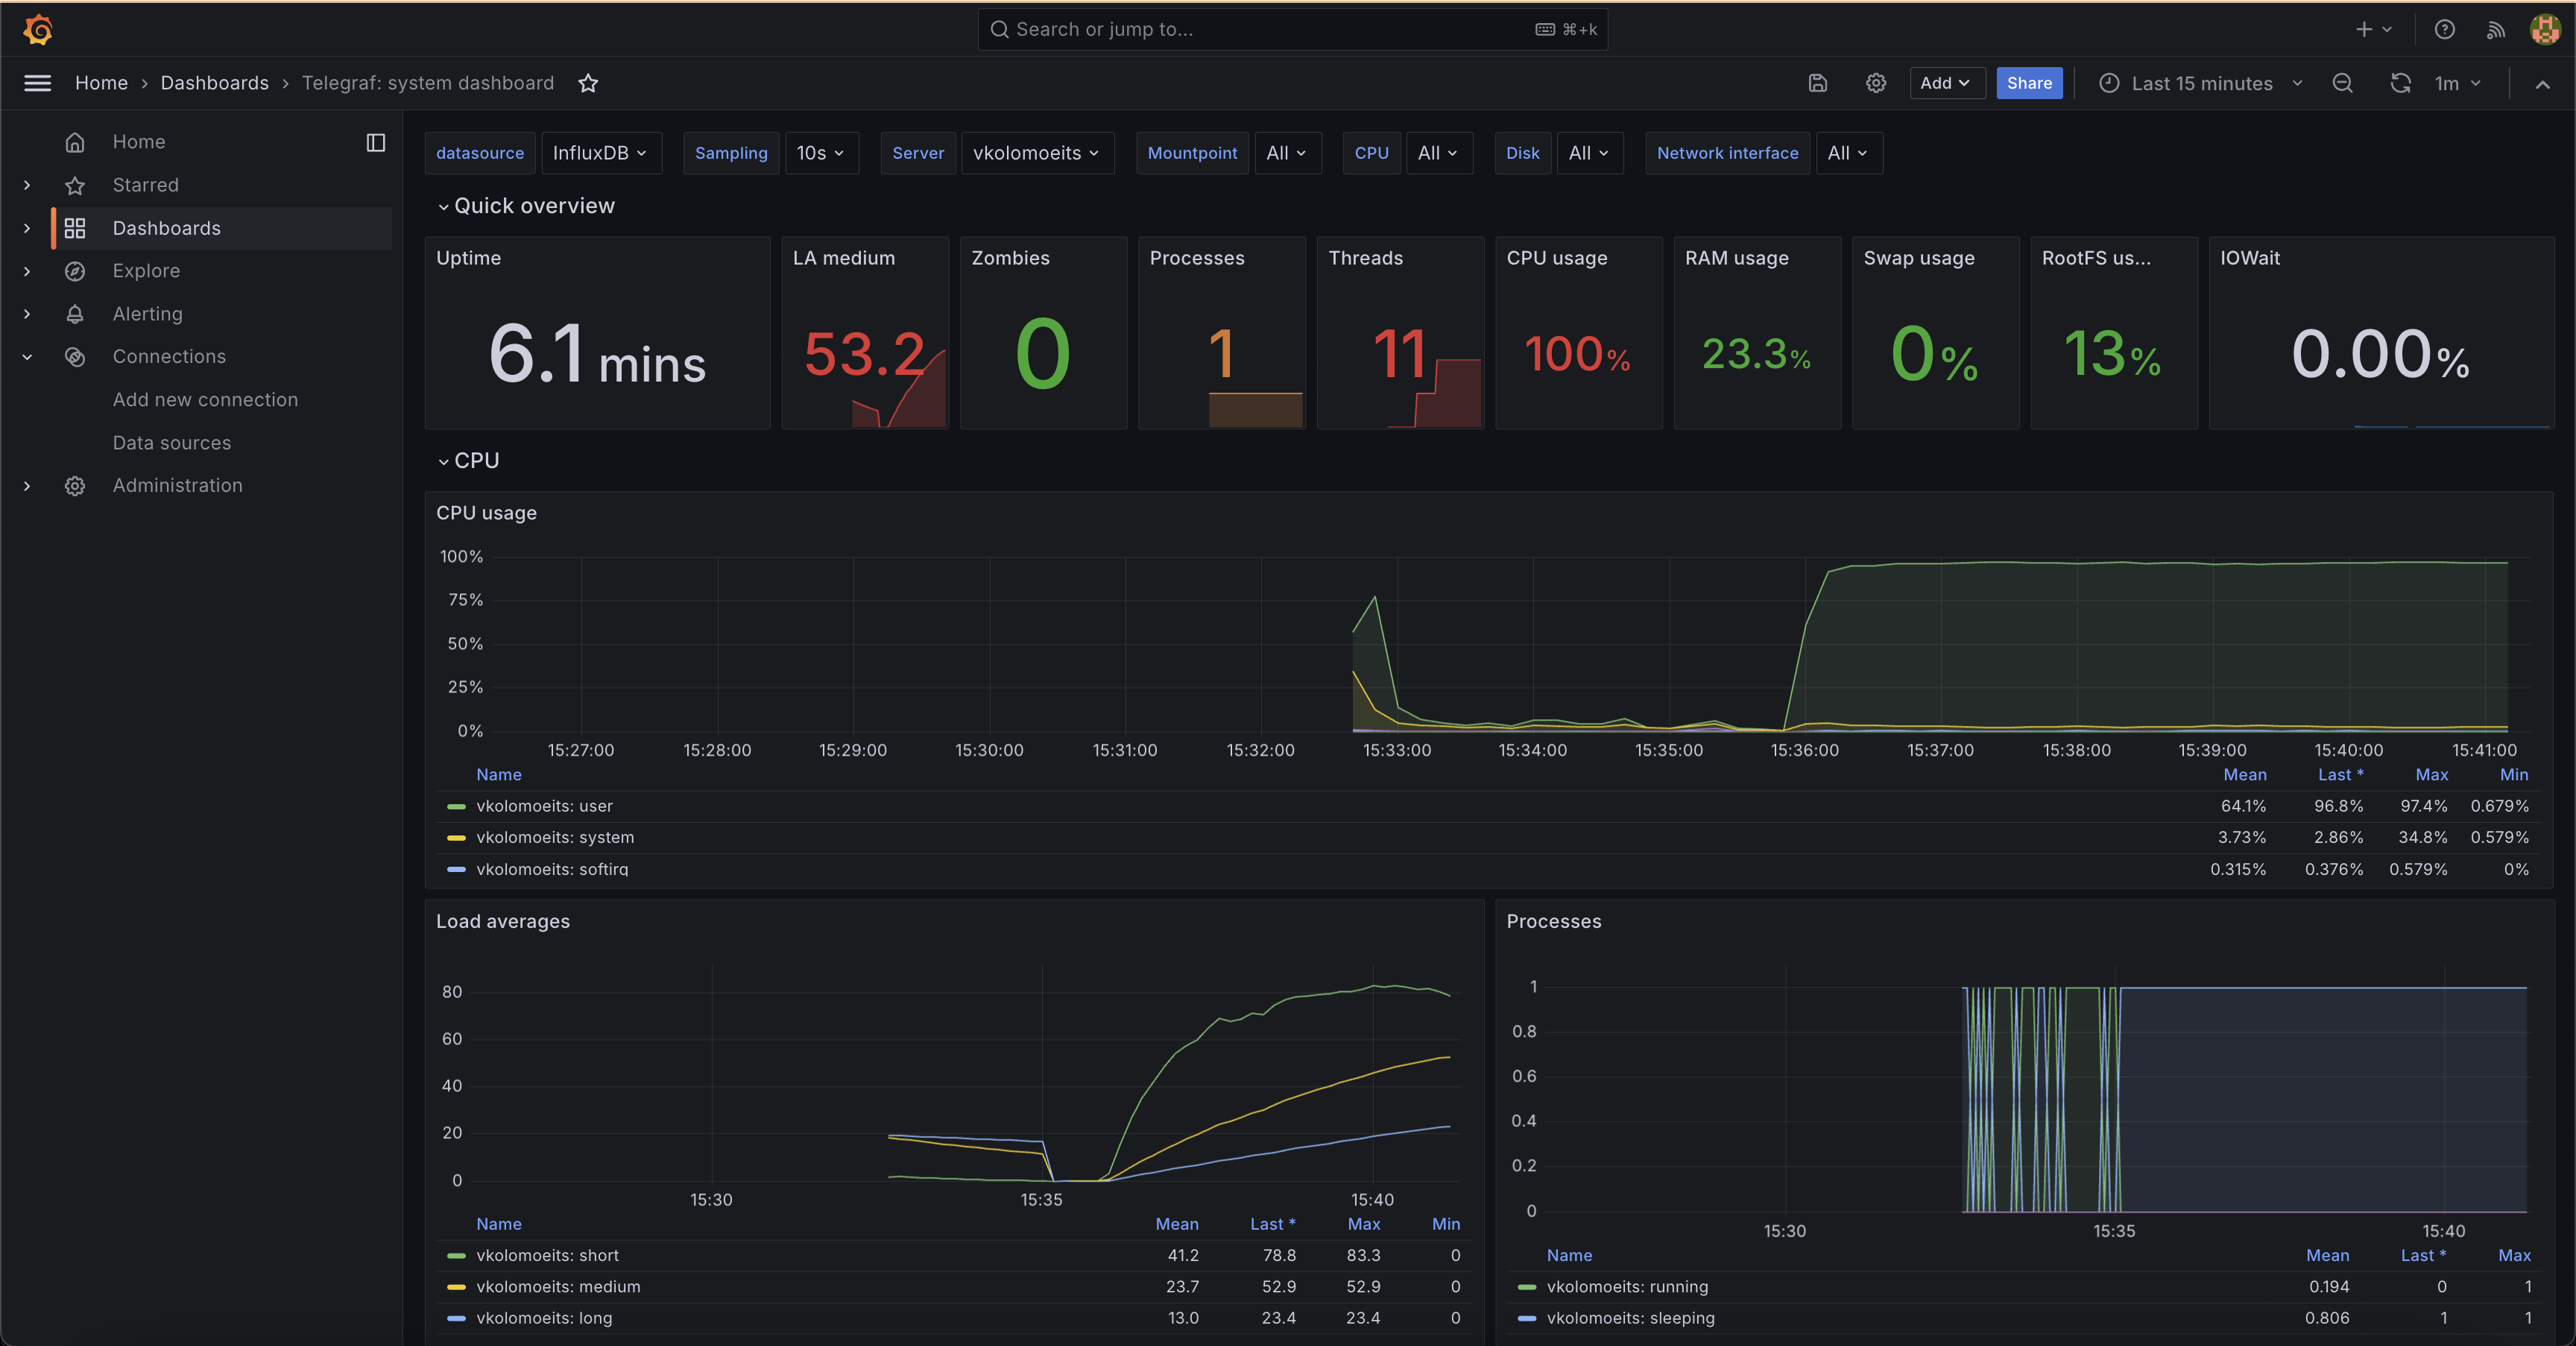 Search or jump to... ⌘+k
Home › Dashboards › Telegraf: system dashboard
Add
Share
Last 15 minutes
1m
Home
Starred
Dashboards
Explore
Alerting
Connections
Add new connection
Data sources
Administration
datasource InfluxDB Sampling 10s Server vkolomoeits Mountpoint All CPU All Disk All Network interface All
Quick overview
Uptime
6.1 mins
LA medium
53.2
Zombies
0
Processes
1
Threads
11
CPU usage
100%
RAM usage
23.3%
Swap usage
0%
RootFS us...
13%
IOWait
0.00%
CPU
CPU usage
100%
75%
50%
25%
0%
15:27:00 15:28:00 15:29:00 15:30:00 15:31:00 15:32:00 15:33:00 15:34:00 15:35:00 15:36:00 15:37:00 15:38:00 15:39:00 15:40:00 15:41:00
Name Mean Last * Max Min
vkolomoeits: user 64.1% 96.8% 97.4% 0.679%
vkolomoeits: system 3.73% 2.86% 34.8% 0.579%
vkolomoeits: softirq 0.315% 0.376% 0.579% 0%
Load averages
80
60
40
20
0
15:30 15:35 15:40
Name Mean Last * Max Min
vkolomoeits: short 41.2 78.8 83.3 0
vkolomoeits: medium 23.7 52.9 52.9 0
vkolomoeits: long 13.0 23.4 23.4 0
Processes
1
0.8
0.6
0.4
0.2
0
15:30 15:35 15:40
Name Mean Last * Max
vkolomoeits: running 0.194 0 1
vkolomoeits: sleeping 0.806 1 1